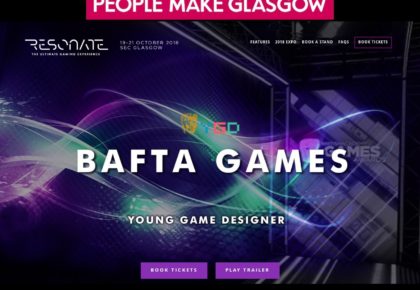 PEOPLE MAKE GLASGOW
RESONATE
THE ULTIMATE GAMING EXPERIENCE
19-21 OCTOBER 2018
SEC GLASGOW
FEATURES 2018 EXPO BOOK A STAND FAQS BOOK TICKETS
YGD
GAMES
BAFTA GAMES
YOUNG GAME DESIGNER
BOOK TICKETS PLAY TRAILER